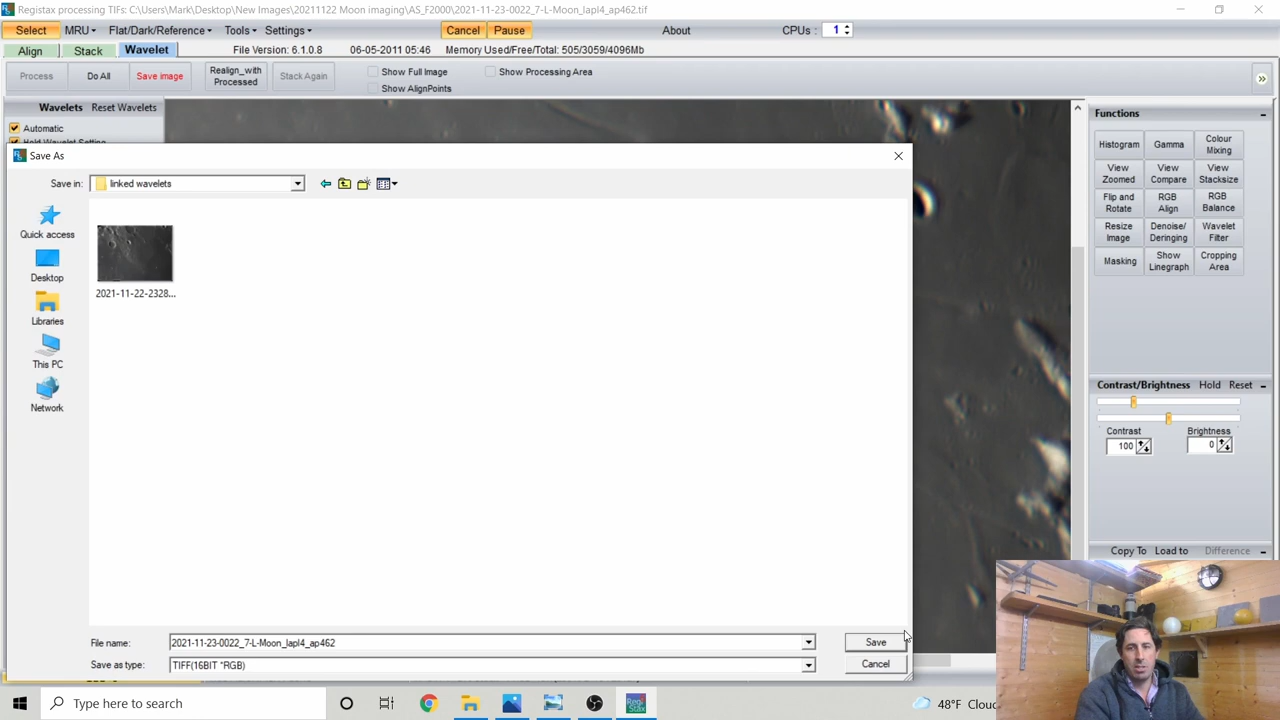 Registax processing TIFs: C:\Users\Mark\Desktop\New Images\20211122 Moon imaging\AS_F2000\2021-11-23-0022_7-L-Moon_lapl4_ap462.tif
Select MRU Flat/Dark/Reference Tools Settings Cancel Pause About CPUs: 1
Align Stack Wavelet File Version: 6.1.0.8 06-05-2011 05:46 Memory Used/Free/Total: 505/3059/4096Mb
Process Do All Save image Realign_with Processed Stack Again Show Full Image Show Processing Area
Show AlignPoints
Wavelets Reset Wavelets
Automatic
Hold Wavelet Setting
Save As
Save in: linked wavelets
Quick access
Desktop
Libraries
This PC
Network
2021-11-22-2328...
File name: 2021-11-23-0022_7-L-Moon_lapl4_ap462 Save
Save as type: TIFF(16BIT *RGB) Cancel
Functions
Histogram Gamma Colour Mixing
View Zoomed View Compare View Stacksize
Flip and Rotate RGB Align RGB Balance
Resize Image Denoise/ Deringing Wavelet Filter
Masking Show Linegraph Cropping Area
Contrast/Brightness Hold Reset
Contrast Brightness
100 0
Copy To Load to Difference
Type here to search 48°F